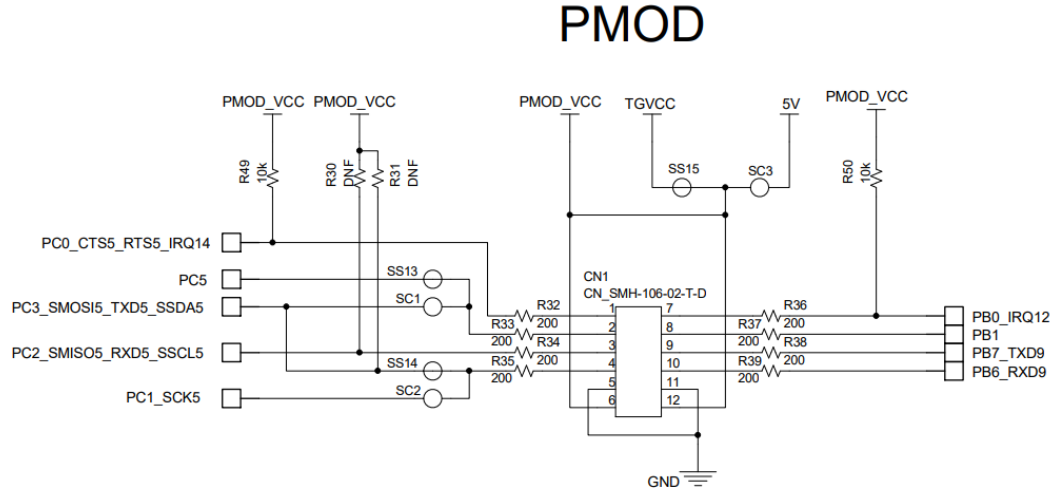 PMOD
PMOD_VCC PMOD_VCC PMOD_VCC TGVCC 5V PMOD_VCC
R49 10k R30 DNF R31 DNF SS15 SC3 R50 10k
PC0_CTS5_RTS5_IRQ14
PC5 SS13 CN1
PC3_SMOSI5_TXD5_SSDA5 SC1 CN_SMH-106-02-T-D
R32 200 1 7 R36 200 PB0_IRQ12
R33 200 2 8 R37 200 PB1
PC2_SMISO5_RXD5_SSCL5 R34 200 3 9 R38 200 PB7_TXD9
SS14 R35 200 4 10 R39 200 PB6_RXD9
5 11
PC1_SCK5 SC2 6 12
GND